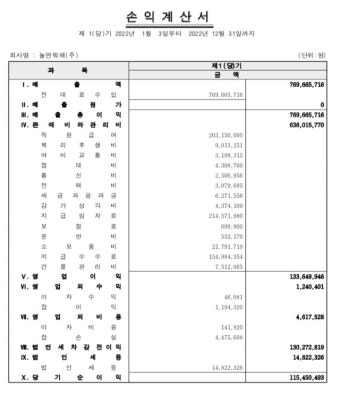 손 익 계 산 서
제 1(당)기 2022년 1월 3일부터 2022년 12월 31일까지
회사명 : 놀면뭐해(주) (단위 : 원)
과 목 제1(당)기
금 액
Ⅰ. 매 출 액 769,665,716
전 대 료 수 입 769,665,716
Ⅱ. 매 출 원 가 0
Ⅲ. 매 출 총 이 익 769,665,716
Ⅳ. 판 매 비 와 관 리 비 636,015,770
직 원 급 여 203,150,000
복 리 후 생 비 9,013,251
여 비 교 통 비 3,199,315
접 대 비 4,308,790
통 신 비 2,506,956
전 력 비 3,079,695
세 금 과 공 과 금 6,271,556
감 가 상 각 비 4,374,109
지 급 임 차 료 214,571,980
보 험 료 699,900
운 반 비 552,170
소 모 품 비 21,791,719
지 급 수 수 료 154,984,354
건 물 관 리 비 7,512,065
Ⅴ. 영 업 이 익 133,649,946
Ⅵ. 영 업 외 수 익 1,240,401
이 자 수 익 46,081
잡 이 익 1,194,320
Ⅶ. 영 업 외 비 용 4,617,528
이 자 비 용 141,920
잡 손 실 4,475,608
Ⅷ. 법 인 세 차 감 전 이 익 130,272,819
Ⅸ. 법 인 세 등 14,822,326
법 인 세 등 14,822,326
Ⅹ. 당 기 순 이 익 115,450,493